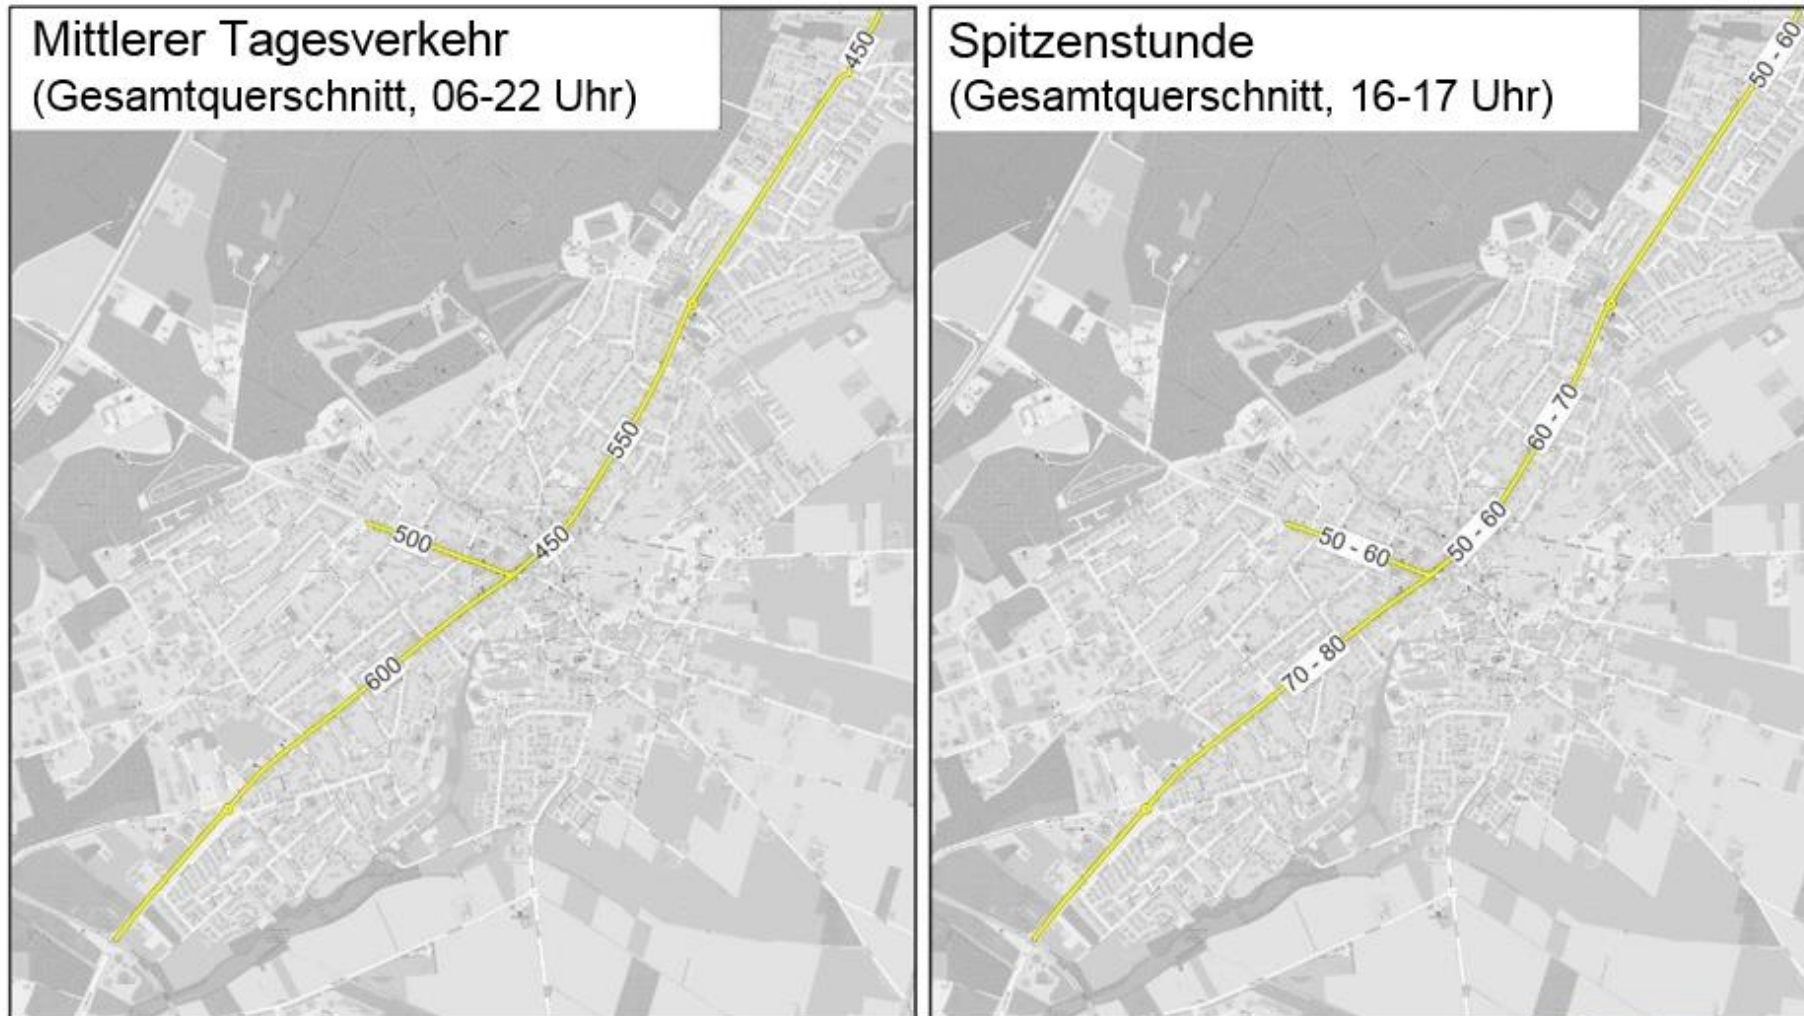 Mittlerer Tagesverkehr
(Gesamtquerschnitt, 06-22 Uhr)
450
550
500
450
600
Spitzenstunde
(Gesamtquerschnitt, 16-17 Uhr)
50 - 60
60 - 70
50 - 60
50 - 60
70 - 80